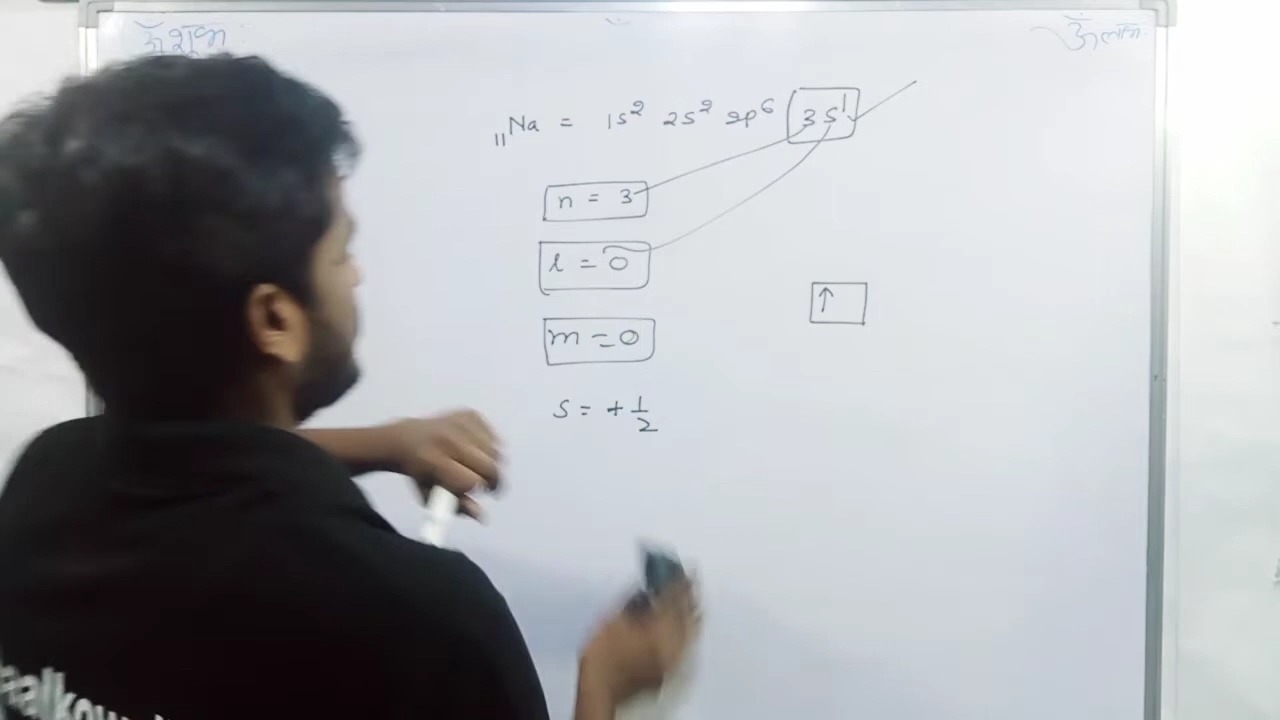 ₁₁Na = 1s² 2s² 2p⁶ 3s¹
n = 3
l = 0
m = 0
↑
s = + 1/2